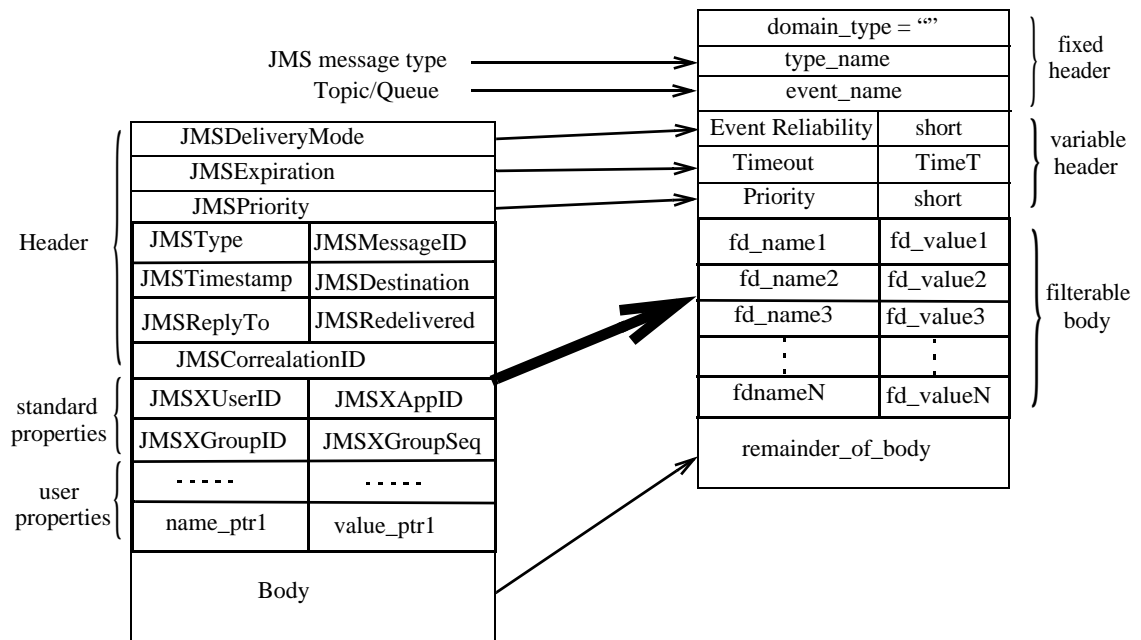 JMS message type
Topic/Queue
Header
standard
properties
user
properties
JMSDeliveryMode
JMSExpiration
JMSPriority
JMSType JMSMessageID
JMSTimestamp JMSDestination
JMSReplyTo JMSRedelivered
JMSCorrealationID
JMSXUserID JMSXAppID
JMSXGroupID JMSXGroupSeq
name_ptr1 value_ptr1
Body
domain_type = “”
type_name
event_name
Event Reliability short
Timeout TimeT
Priority short
fd_name1 fd_value1
fd_name2 fd_value2
fd_name3 fd_value3
fdnameN fd_valueN
remainder_of_body
fixed
header
variable
header
filterable
body